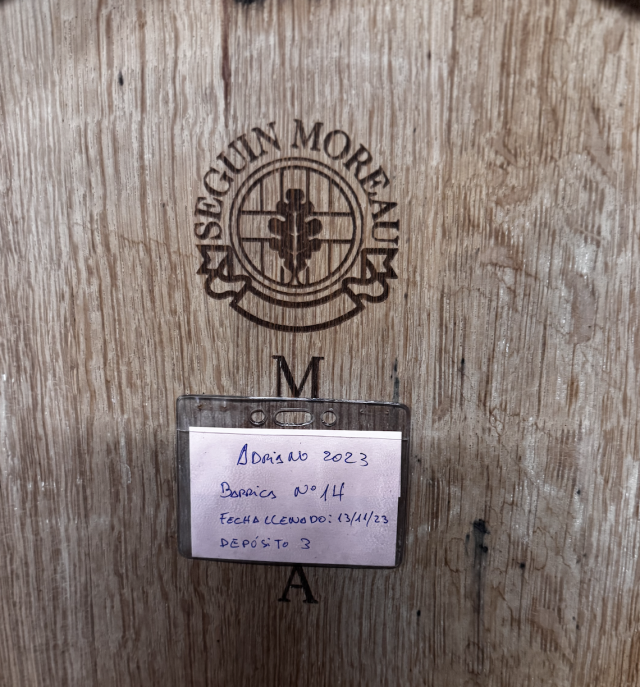 SEGUIN MOREAU
M
ADRIANO 2023
BARRICA Nº 14
FECHA LLENADO: 13/11/23
DEPÓSITO 3
A